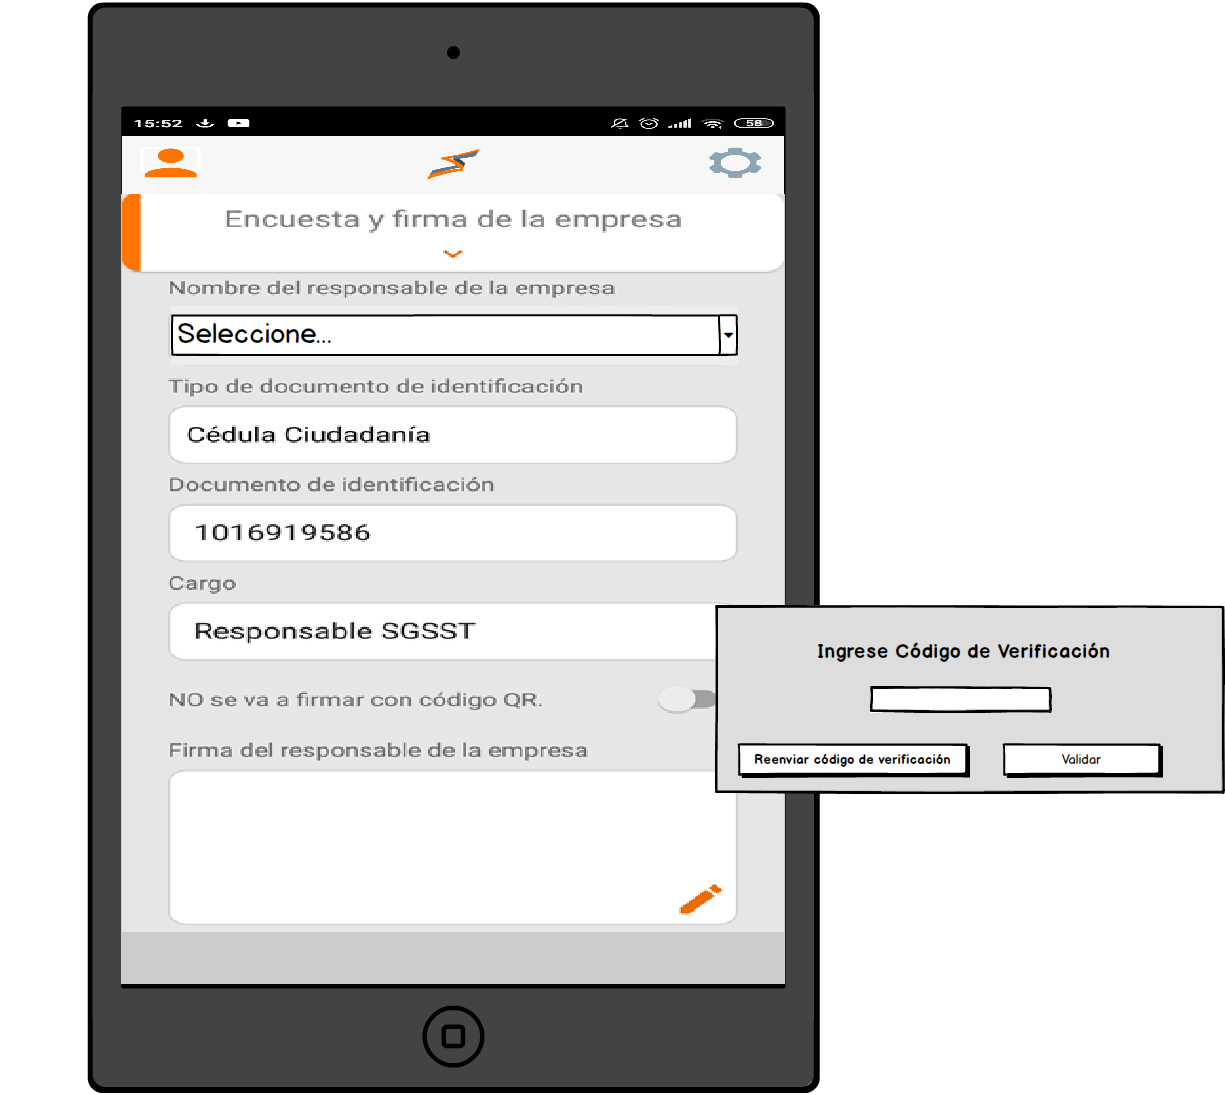 15:52
58
Encuesta y firma de la empresa
Nombre del responsable de la empresa
Seleccione...
Tipo de documento de identificación
Cédula Ciudadanía
Documento de identificación
1016919586
Cargo
Responsable SGSST
NO se va a firmar con código QR.
Firma del responsable de la empresa
Ingrese Código de Verificación
Reenviar código de verificación
Validar